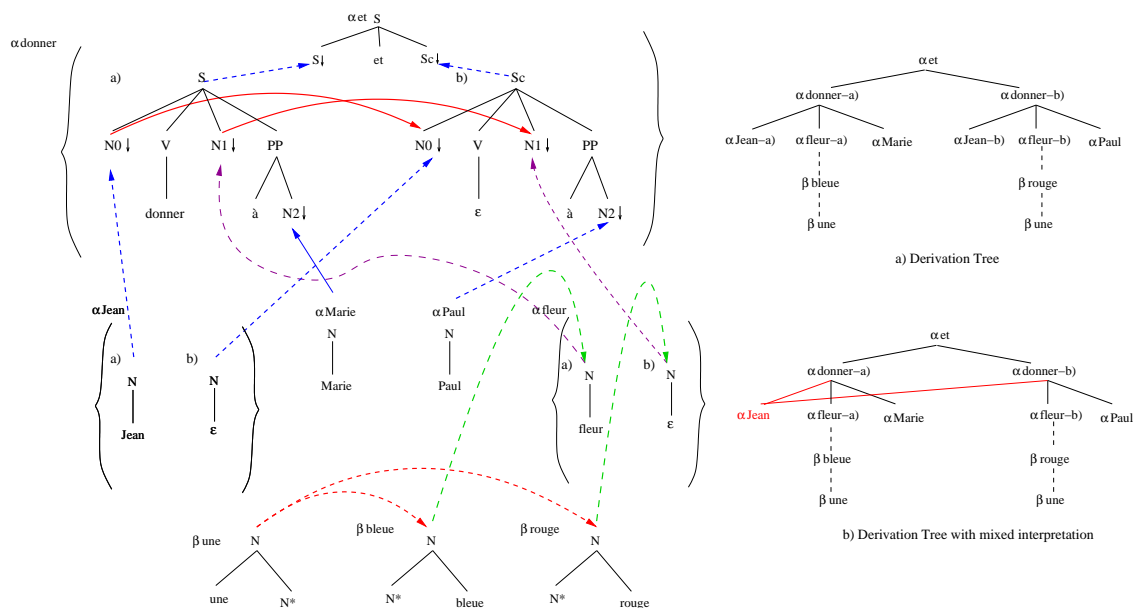 α et S
α donner
S↓ et Sc↓
a) b)
S Sc
N0↓ V N1↓ PP N0↓ V N1↓ PP
donner à N2↓ ε à N2↓
α Jean α Marie α Paul α fleur
N N
a) b) a) b)
N N Marie Paul N N
Jean ε fleur ε
β une N β bleue N β rouge N
une N* N* bleue N* rouge
α et
α donner−a) α donner−b)
α Jean−a) α fleur−a) α Marie α Jean−b) α fleur−b) α Paul
β bleue β rouge
β une β une
a) Derivation Tree
α et
α donner−a) α donner−b)
α Jean α fleur−a) α Marie α fleur−b) α Paul
β bleue β rouge
β une β une
b) Derivation Tree with mixed interpretation